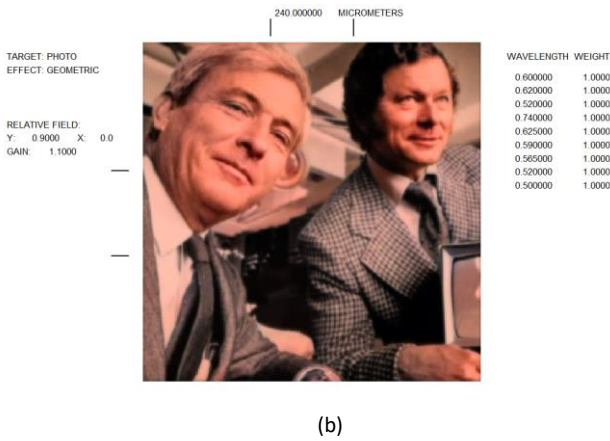 240.000000 MICROMETERS
TARGET: PHOTO
EFFECT: GEOMETRIC
RELATIVE FIELD:
Y: 0.9000 X: 0.0
GAIN: 1.1000
WAVELENGTH WEIGHT
0.600000 1.0000
0.620000 1.0000
0.520000 1.0000
0.740000 1.0000
0.625000 1.0000
0.590000 1.0000
0.565000 1.0000
0.520000 1.0000
0.500000 1.0000
(b)